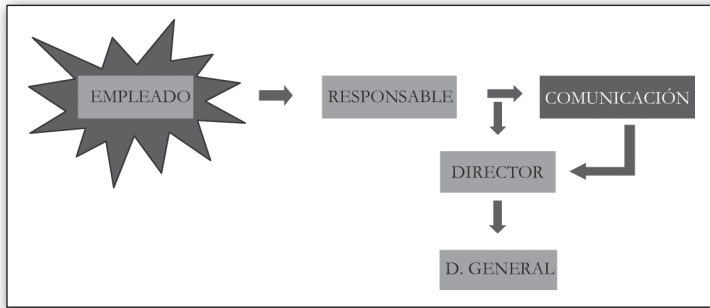 EMPLEADO
RESPONSABLE
COMUNICACIÓN
DIRECTOR
D. GENERAL